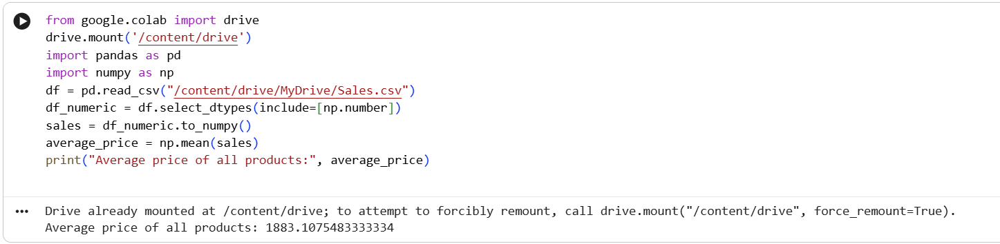 from google.colab import drive
drive.mount('/content/drive')
import pandas as pd
import numpy as np
df = pd.read_csv("/content/drive/MyDrive/Sales.csv")
df_numeric = df.select_dtypes(include=[np.number])
sales = df_numeric.to_numpy()
average_price = np.mean(sales)
print("Average price of all products:", average_price)
Drive already mounted at /content/drive; to attempt to forcibly remount, call drive.mount("/content/drive", force_remount=True).
Average price of all products: 1883.1075483333334